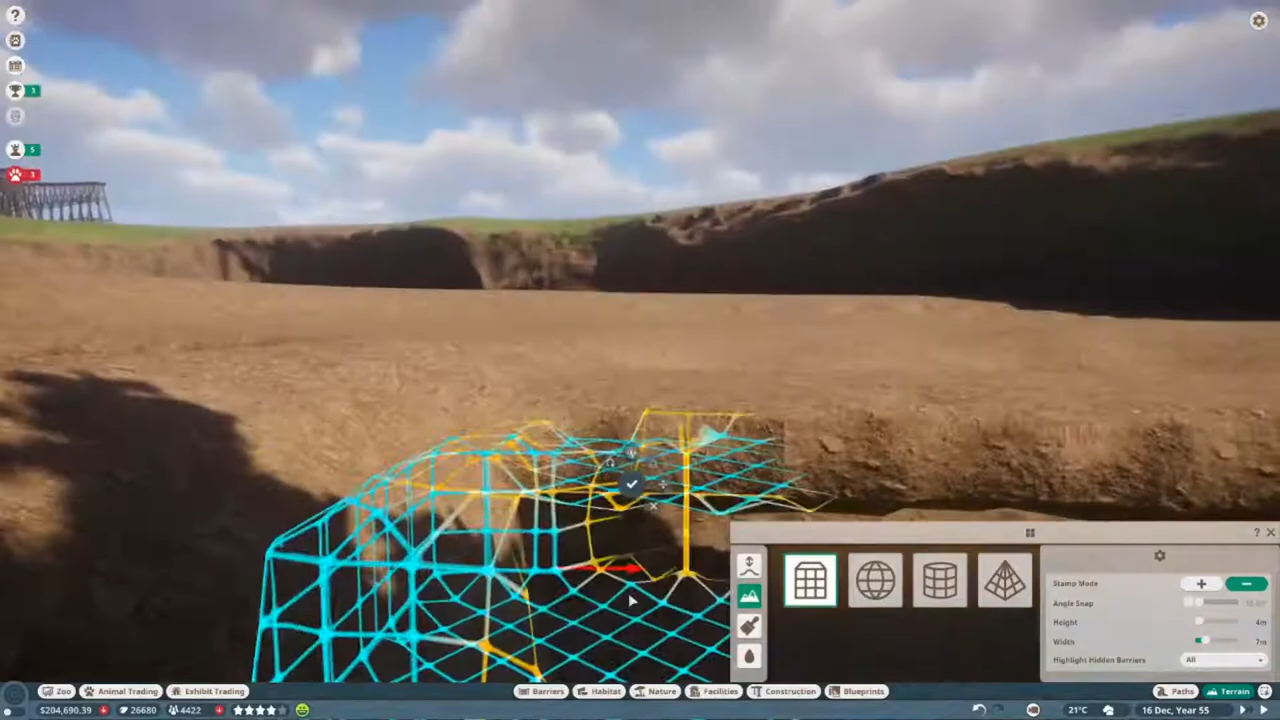 3
5
3
Stamp Mode
Angle Snap
Height 4m
Width 7m
Highlight Hidden Barriers All
Zoo Animal Trading Exhibit Trading Barriers Habitat Nature Facilities Construction Blueprints Paths Terrain
$204,690.39 26680 4422 21°C 16 Dec, Year 55